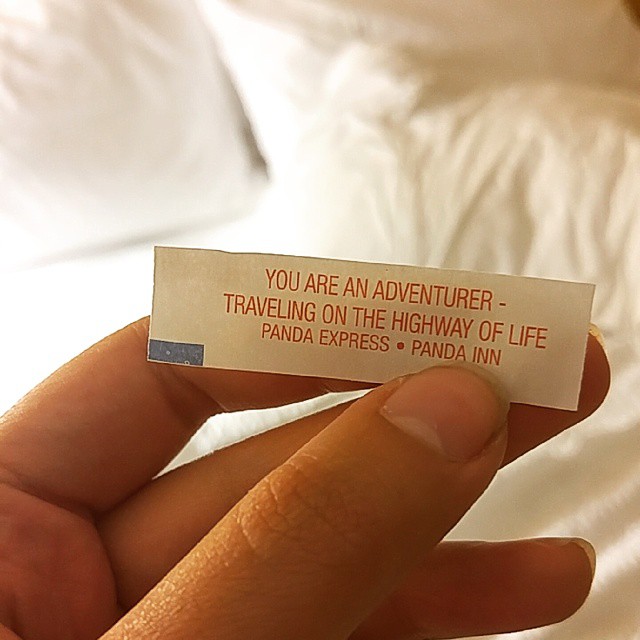 YOU ARE AN ADVENTURER -
TRAVELING ON THE HIGHWAY OF LIFE
PANDA EXPRESS • PANDA INN